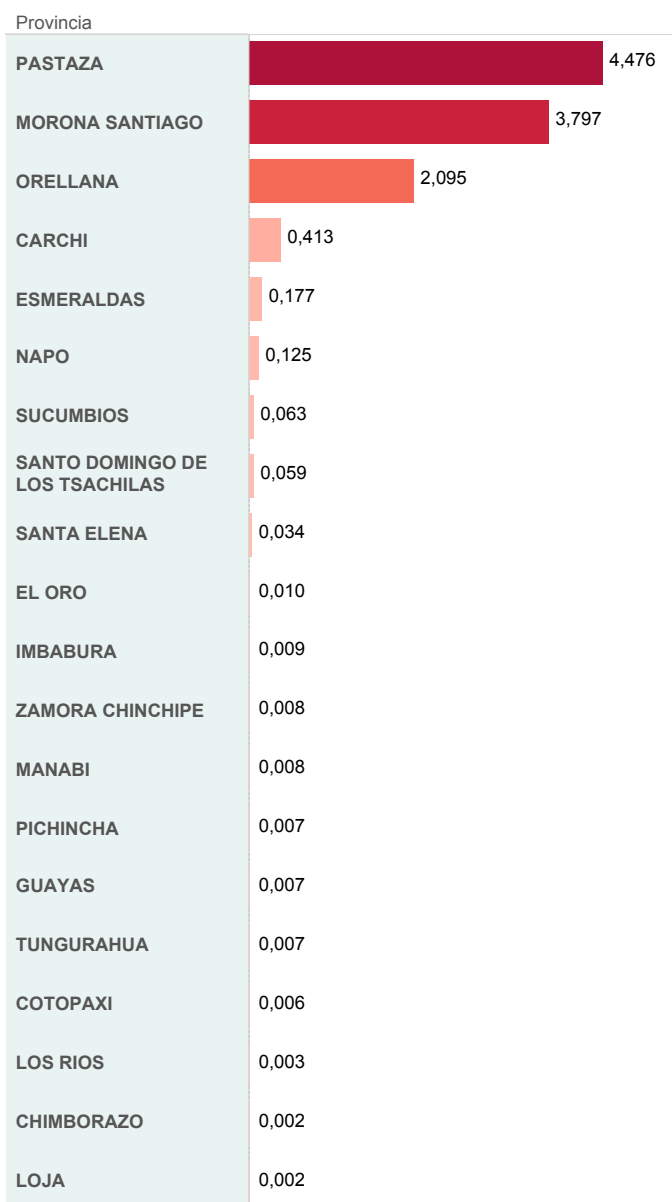 Provincia
PASTAZA 4,476
MORONA SANTIAGO 3,797
ORELLANA 2,095
CARCHI 0,413
ESMERALDAS 0,177
NAPO 0,125
SUCUMBIOS 0,063
SANTO DOMINGO DE
LOS TSACHILAS 0,059
SANTA ELENA 0,034
EL ORO 0,010
IMBABURA 0,009
ZAMORA CHINCHIPE 0,008
MANABI 0,008
PICHINCHA 0,007
GUAYAS 0,007
TUNGURAHUA 0,007
COTOPAXI 0,006
LOS RIOS 0,003
CHIMBORAZO 0,002
LOJA 0,002